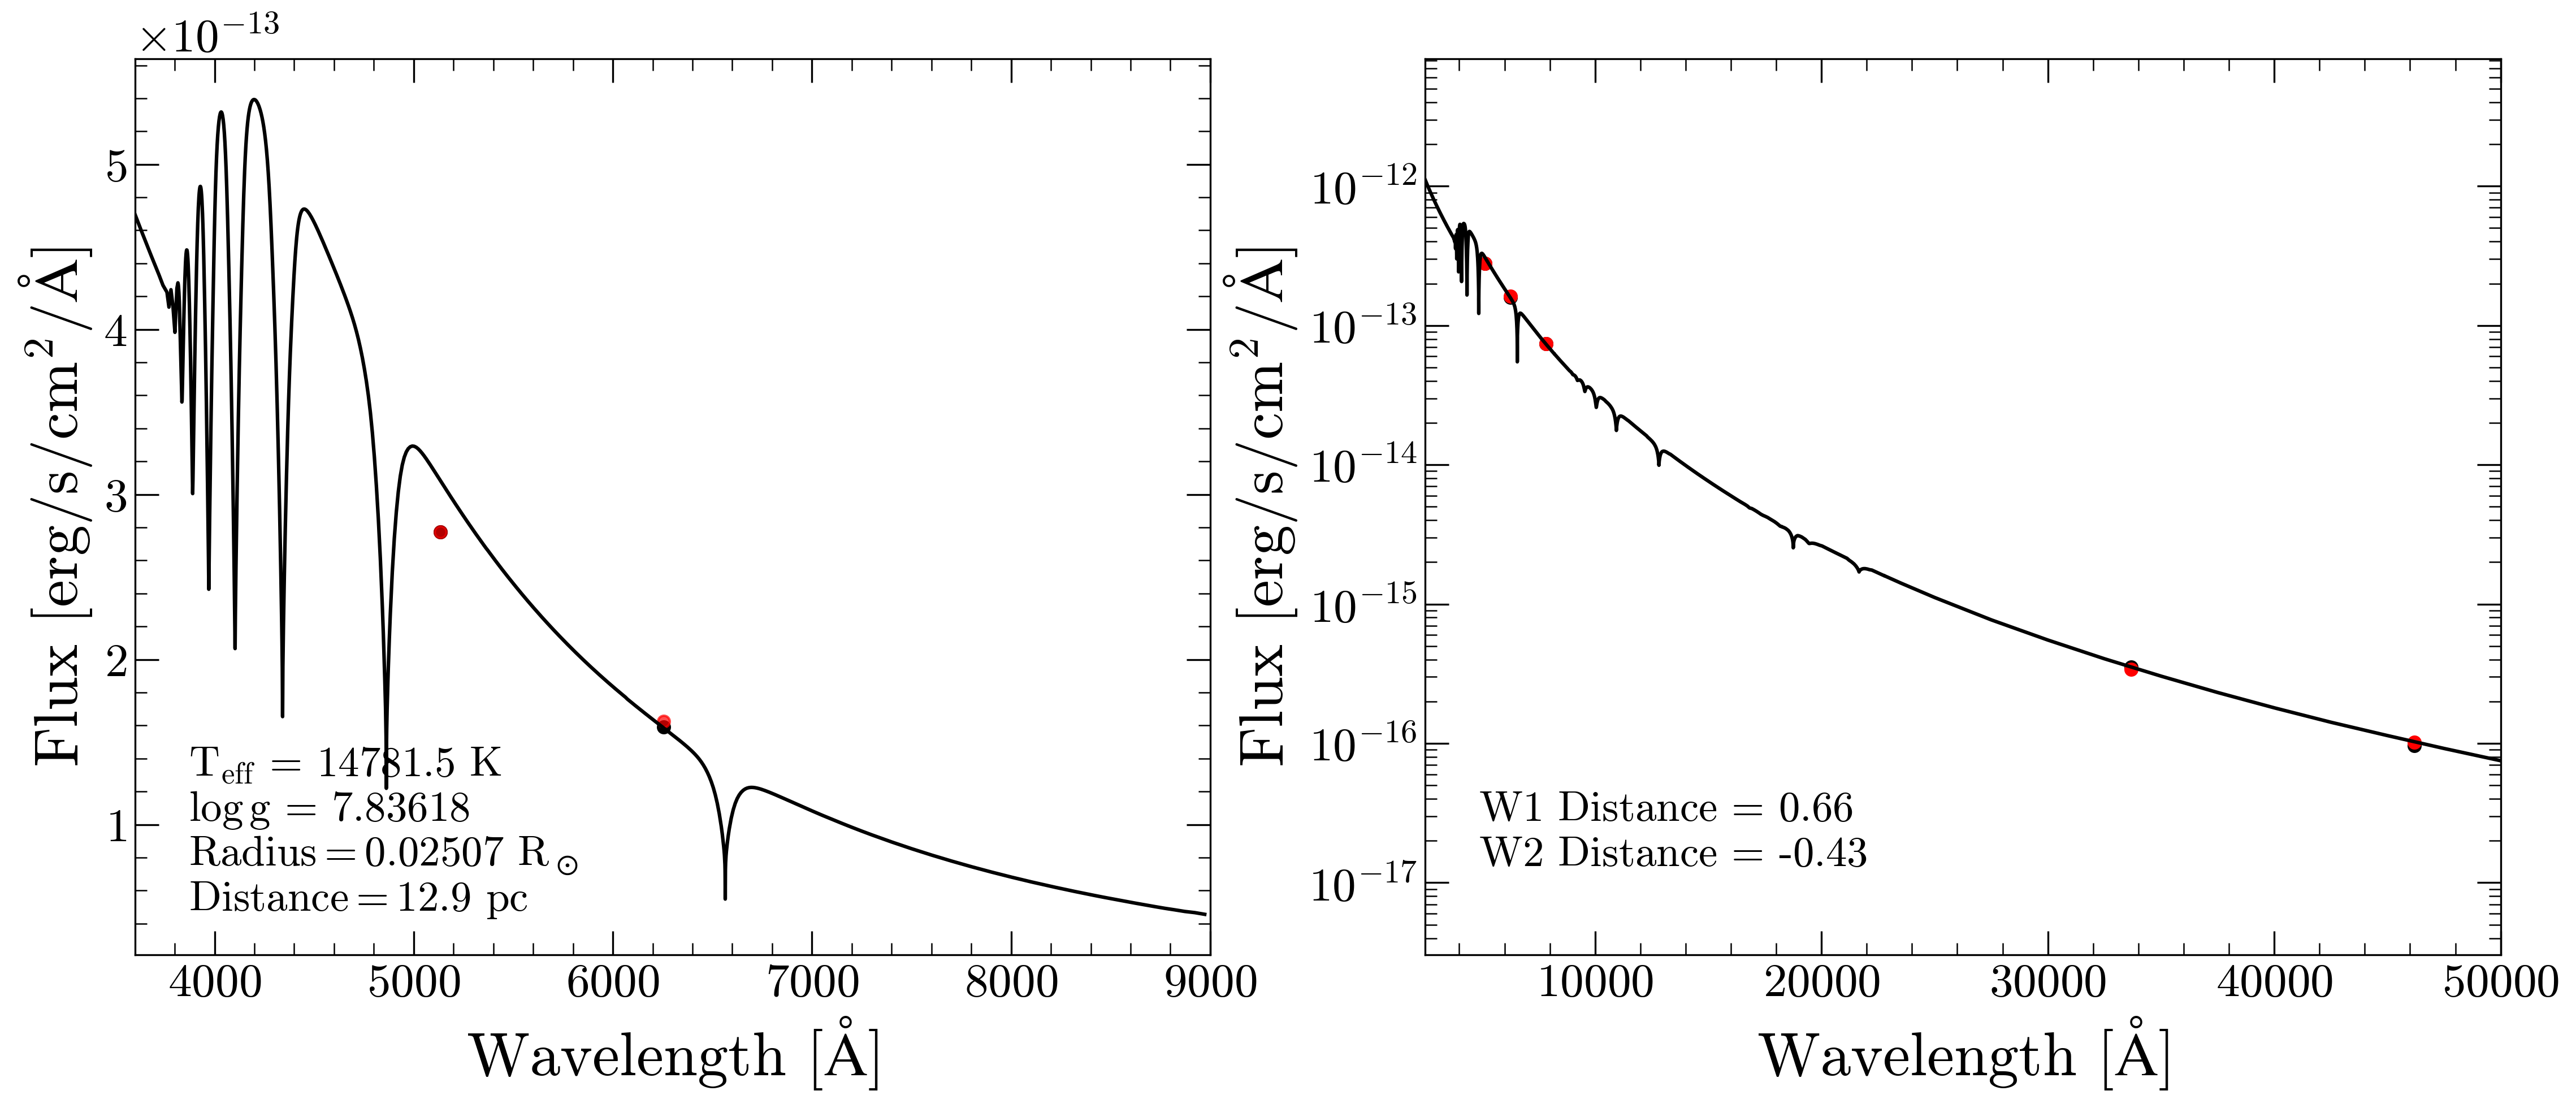 ×10⁻¹³
Flux [erg/s/cm²/Å]
5
4
3
2
1
T_eff = 14781.5 K
log g = 7.83618
Radius = 0.02507 R_⊙
Distance = 12.9 pc
4000 5000 6000 7000 8000 9000
Wavelength [Å]
Flux [erg/s/cm²/Å]
10⁻¹²
10⁻¹³
10⁻¹⁴
10⁻¹⁵
10⁻¹⁶
10⁻¹⁷
W1 Distance = 0.66
W2 Distance = -0.43
10000 20000 30000 40000 50000
Wavelength [Å]